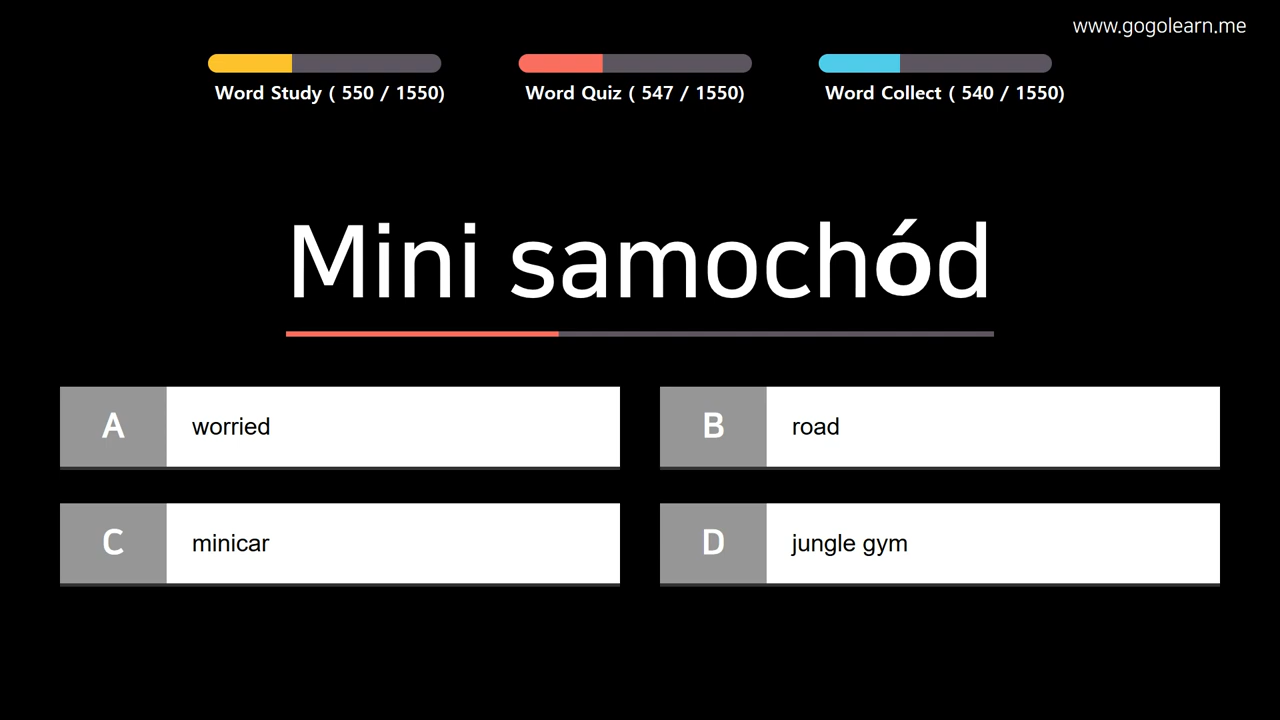 www.gogolearn.me
Word Study ( 550 / 1550)
Word Quiz ( 547 / 1550)
Word Collect ( 540 / 1550)
Mini samochód
A worried
B road
C minicar
D jungle gym